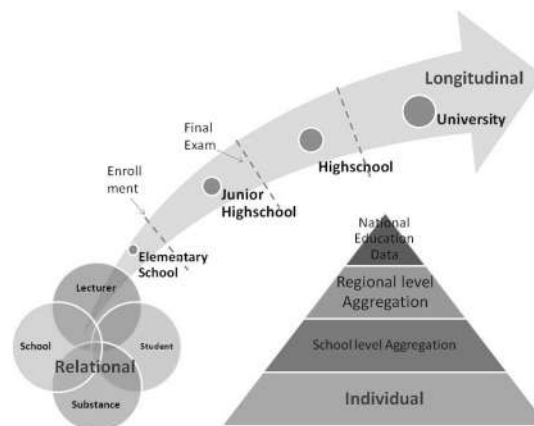 Longitudinal
University
Final
Exam
Highschool
Enroll
ment
Junior
Highschool
Elementary
School
Lecturer
School
Student
Relational
Substance
National
Education
Data
Regional level
Aggregation
School level Aggregation
Individual